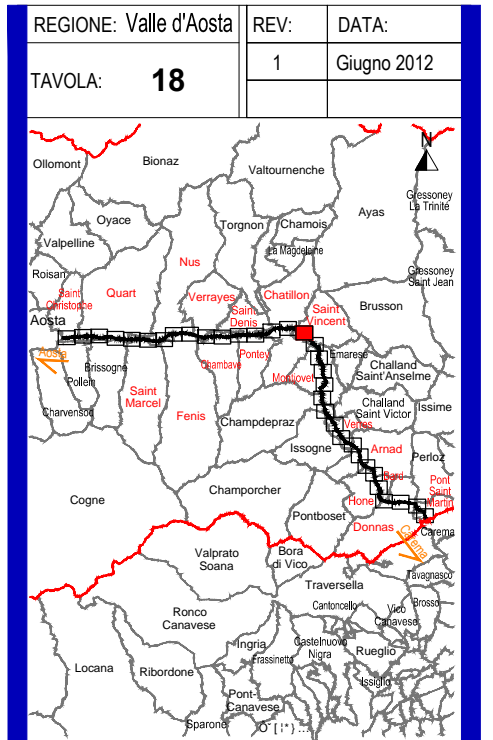 REGIONE: Valle d'Aosta
REV:
DATA:
TAVOLA: 18
1
Giugno 2012
N
Ollomont
Bionaz
Valtournenche
Gressoney
La Trinité
Ayas
Oyace
Torgnon
Chamois
Valpelline
La Magdeleine
Nus
Roisan
Gressoney
Saint Jean
Saint
Christophe
Quart
Verrayes
Chatillon
Brusson
Saint
Denis
Saint
Vincent
Aosta
Aosta
Brissogne
Chambave
Pontey
Emarese
Pollein
Montjovet
Challand
Saint'Anselme
Saint
Marcel
Charvensod
Fenis
Champdepraz
Challand
Saint Victor
Issime
Verres
Issogne
Arnad
Perloz
Bard
Pont
Saint
Martin
Cogne
Champorcher
Hone
Pontboset
Donnas
Carema
Carema
Valprato
Soana
Bora
di Vico
Traversella
Tavagnasco
Ronco
Canavese
Cantoncello
Vico
Canavese
Brosso
Ingria
Castelnuovo
Nigra
Rueglio
Frassinetto
Locana
Ribordone
Issiglio
Pont-
Canavese
Sparone